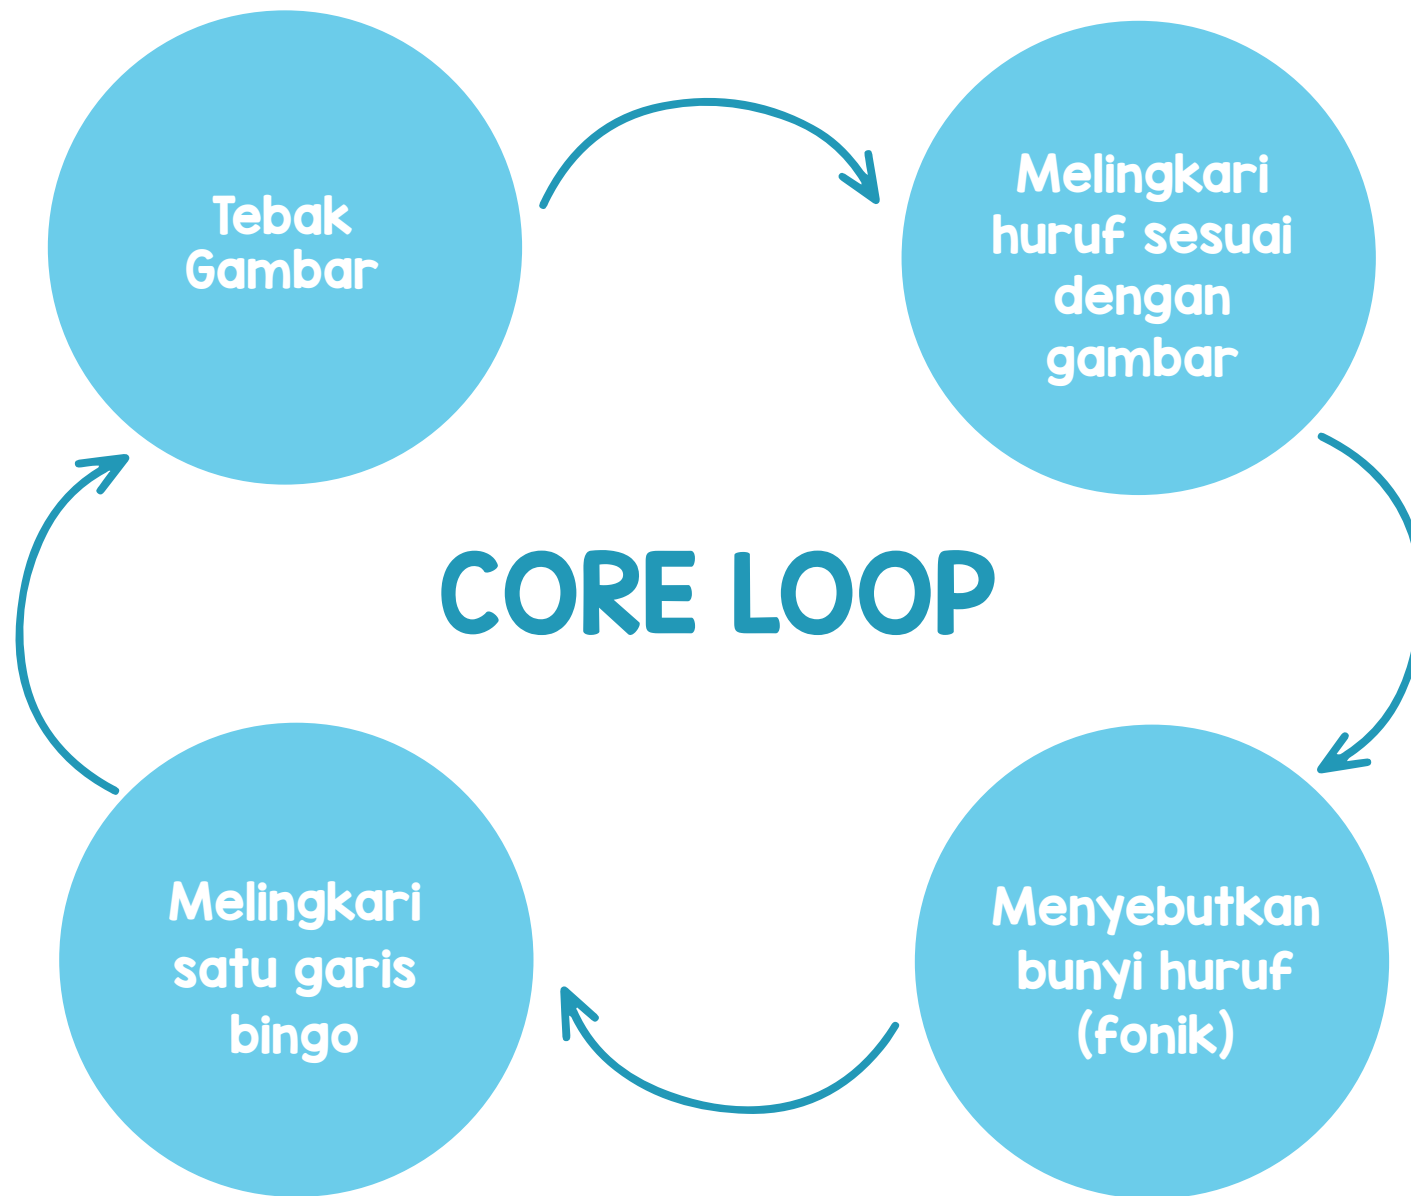 Tebak
Gambar
Melingkari
huruf sesuai
dengan
gambar
CORE LOOP
Melingkari
satu garis
bingo
Menyebutkan
bunyi huruf
(fonik)